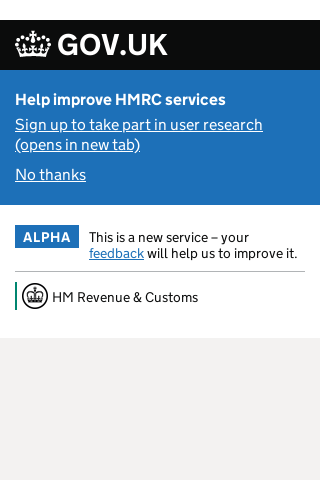 GOV.UK
Help improve HMRC services
Sign up to take part in user research
(opens in new tab)
No thanks
ALPHA
This is a new service – your
feedback will help us to improve it.
HM Revenue & Customs